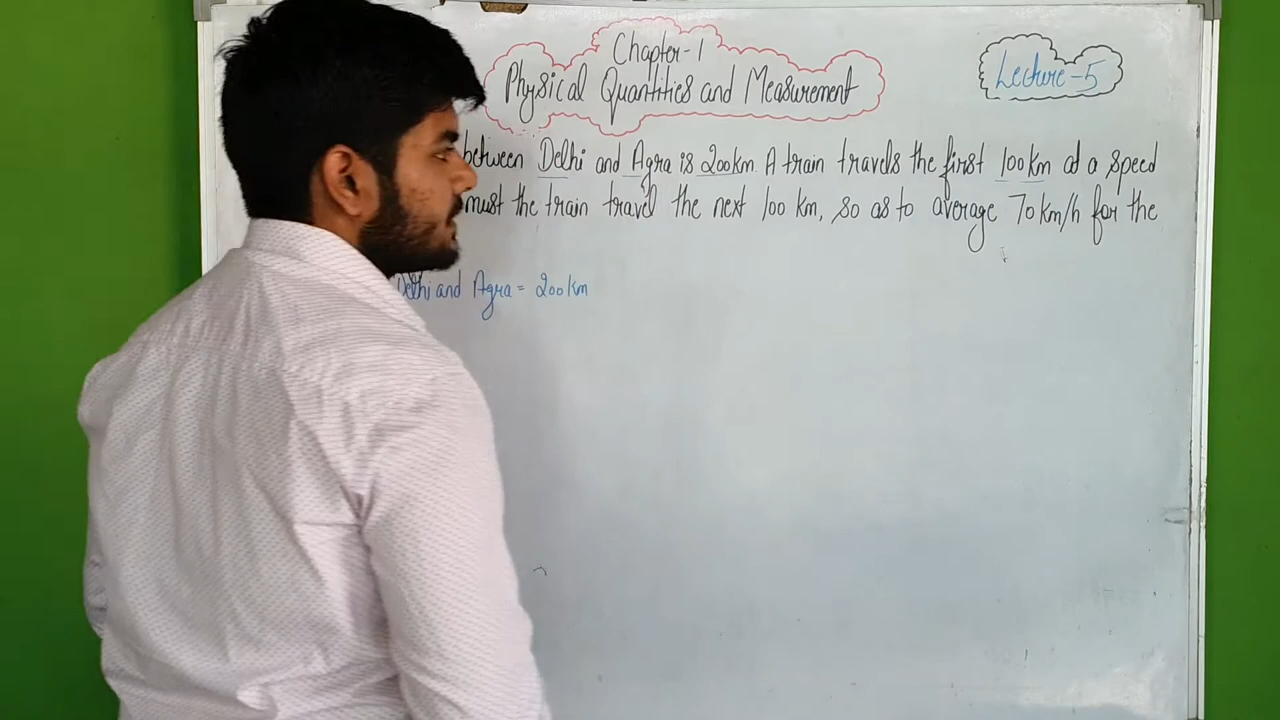 Chapter-1
Physical Quantities and Measurement
Lecture-5
between Delhi and Agra is 200km. A train travels the first 100km at a speed
must the train travel the next 100 km, so as to average 70km/h for the
Delhi and Agra = 200km